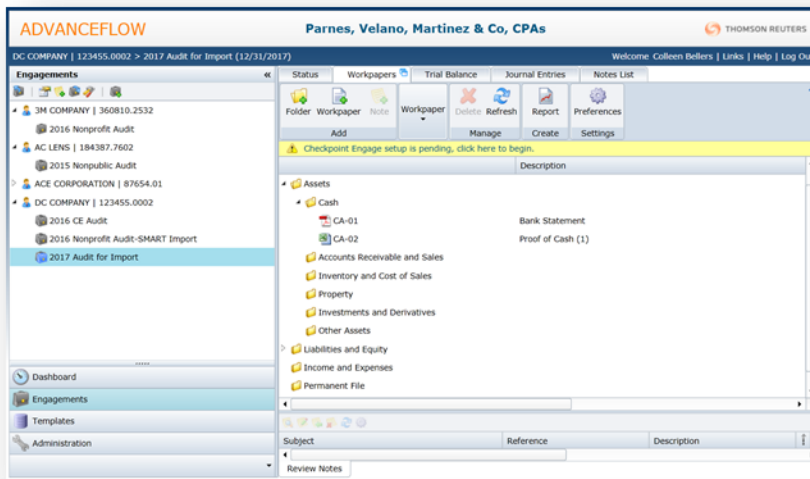 ADVANCEFLOW
Parnes, Velano, Martinez & Co, CPAs
THOMSON REUTERS
DC COMPANY | 123455.0002 > 2017 Audit for Import (12/31/2017)
Welcome Colleen Bellers | Links | Help | Log Ou
Engagements
«
3M COMPANY | 360810.2532
2016 Nonprofit Audit
AC LENS | 184387.7602
2015 Nonpublic Audit
ACE CORPORATION | 87654.01
DC COMPANY | 123455.0002
2016 CE Audit
2016 Nonprofit Audit-SMART Import
2017 Audit for Import
Dashboard
Engagements
Templates
Administration
Status
Workpapers
Trial Balance
Journal Entries
Notes List
Folder
Workpaper
Note
Workpaper
Delete
Refresh
Report
Preferences
Add
Manage
Create
Settings
Checkpoint Engage setup is pending, click here to begin.
Description
Assets
Cash
CA-01 Bank Statement
CA-02 Proof of Cash (1)
Accounts Receivable and Sales
Inventory and Cost of Sales
Property
Investments and Derivatives
Other Assets
Liabilities and Equity
Income and Expenses
Permanent File
Subject Reference Description
Review Notes